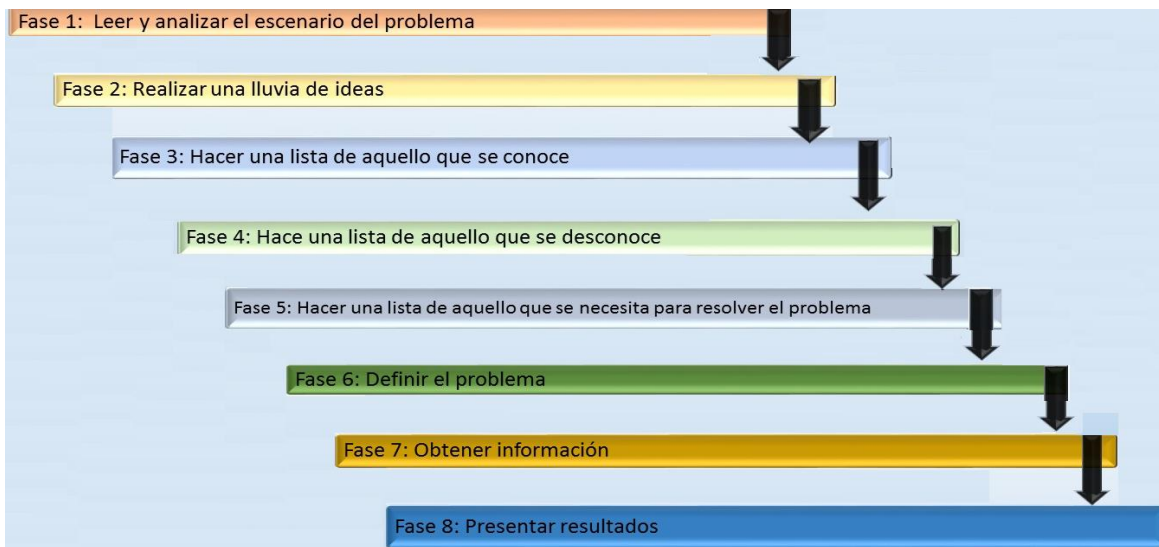 Fase 1: Leer y analizar el escenario del problema
Fase 2: Realizar una lluvia de ideas
Fase 3: Hacer una lista de aquello que se conoce
Fase 4: Hace una lista de aquello que se desconoce
Fase 5: Hacer una lista de aquello que se necesita para resolver el problema
Fase 6: Definir el problema
Fase 7: Obtener información
Fase 8: Presentar resultados